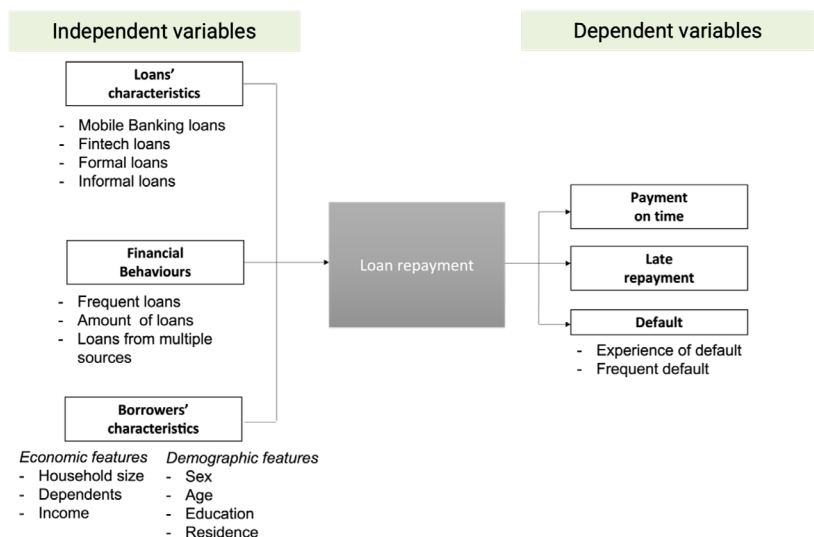 Independent variables
Dependent variables
Loans’
characteristics
- Mobile Banking loans
- Fintech loans
- Formal loans
- Informal loans
Financial
Behaviours
- Frequent loans
- Amount of loans
- Loans from multiple
sources
Borrowers’
characteristics
Economic features
- Household size
- Dependents
- Income
Demographic features
- Sex
- Age
- Education
- Residence
Loan repayment
Payment
on time
Late
repayment
Default
- Experience of default
- Frequent default